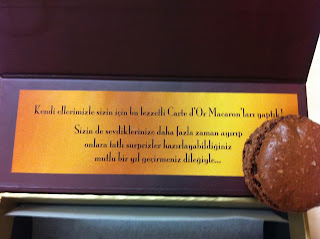 Kendi ellerimizle sizin için bu lezzetli Carte d'Or Macaron'ları yaptık!
Sizin de sevdiklerinize daha fazla zaman ayırıp
onlara tatlı sürprizler hazırlayabildiğiniz
mutlu bir yıl geçirmeniz dileğiyle...